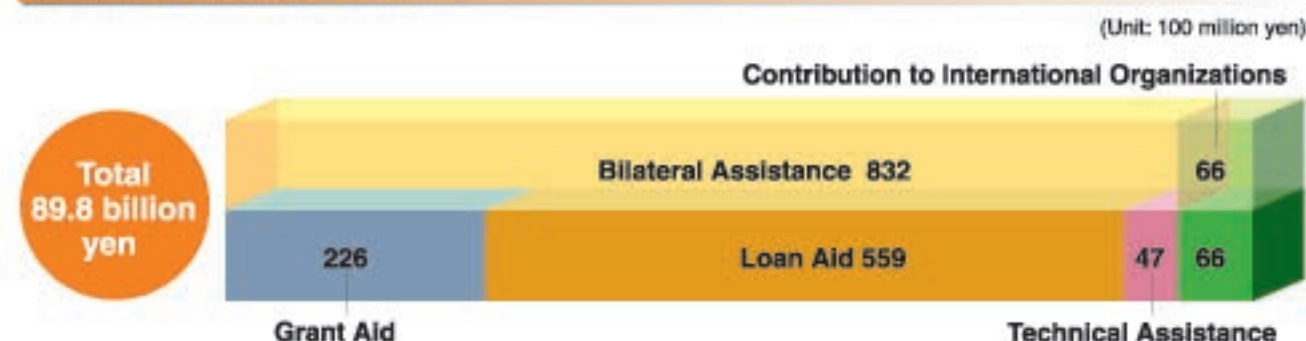 (Unit: 100 million yen)
Contribution to International Organizations
Total
89.8 billion
yen
Bilateral Assistance 832
66
226
Loan Aid 559
47
66
Grant Aid
Technical Assistance